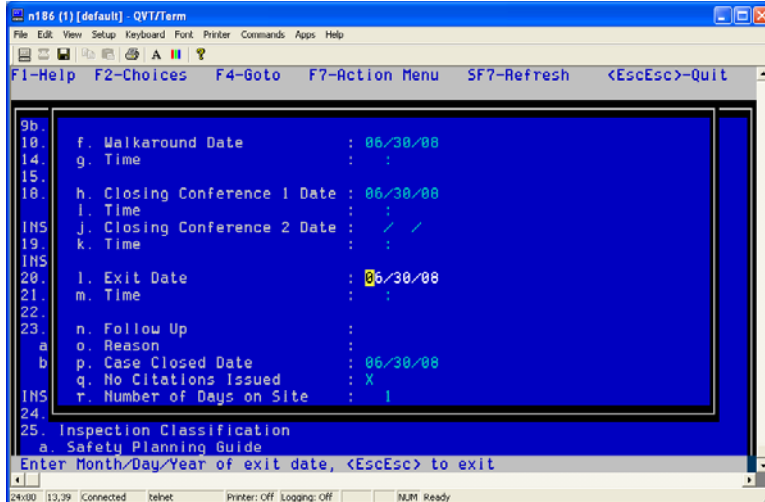 n186 (1) [default] - QVT/Term
File Edit View Setup Keyboard Font Printer Commands Apps Help
F1-Help F2-Choices F4-Goto F7-Action Menu SF7-Refresh <EscEsc>-Quit
9b.
10. f. Walkaround Date : 06/30/08
14. g. Time : :
15.
18. h. Closing Conference 1 Date : 06/30/08
i. Time : :
INS j. Closing Conference 2 Date : / /
19. k. Time : :
INS
20. l. Exit Date : 06/30/08
21. m. Time : :
22.
23. n. Follow Up :
a o. Reason :
b p. Case Closed Date : 06/30/08
q. No Citations Issued : X
INS r. Number of Days on Site : 1
24.
25. Inspection Classification
a. Safety Planning Guide
Enter Month/Day/Year of exit date, <EscEsc> to exit
24x80 13,39 Connected telnet Printer: Off Logging: Off NUM Ready